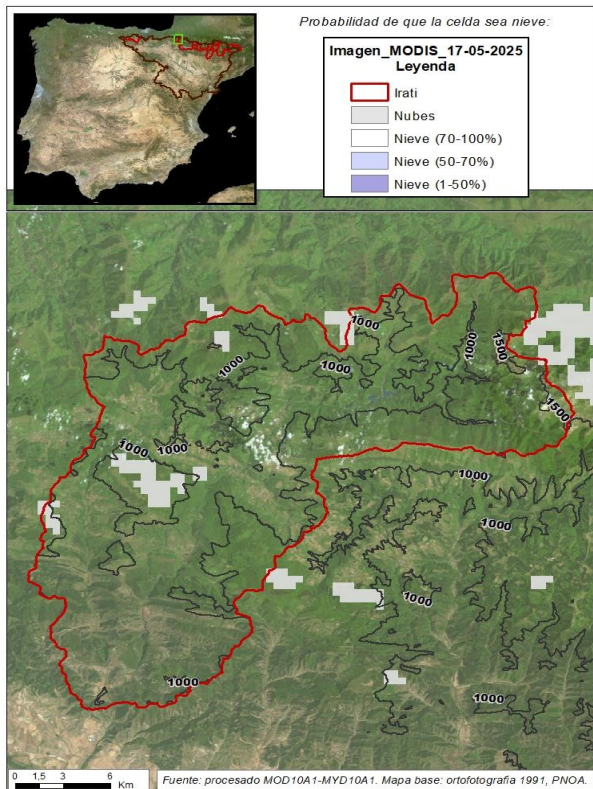 Probabilidad de que la celda sea nieve:
Imagen_MODIS_17-05-2025
Leyenda
Irati
Nubes
Nieve (70-100%)
Nieve (50-70%)
Nieve (1-50%)
1000
1000
1500
1000
1000
1500
1000
1000
1000
1000
1000
1000
1000
0 1,5 3 6
Km
Fuente: procesado MOD10A1-MYD10A1. Mapa base: ortofotografia 1991, PNOA.